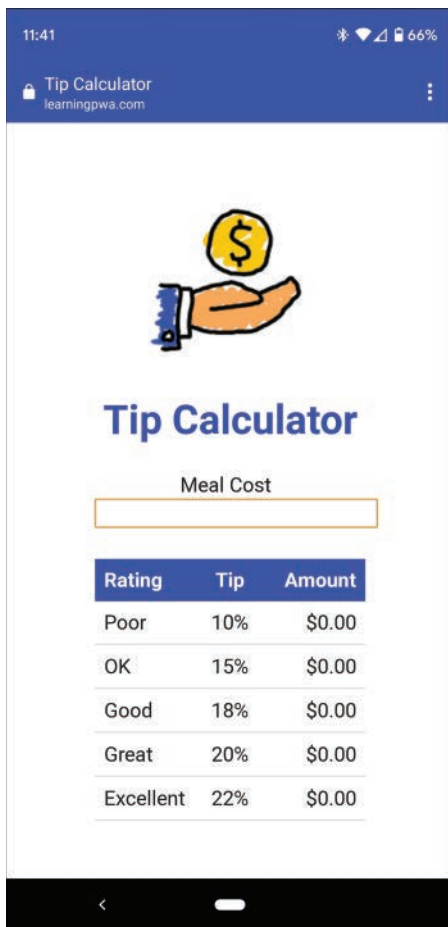 11:41 66%
Tip Calculator
learningpwa.com
$
Tip Calculator
Meal Cost
Rating Tip Amount
Poor 10% $0.00
OK 15% $0.00
Good 18% $0.00
Great 20% $0.00
Excellent 22% $0.00